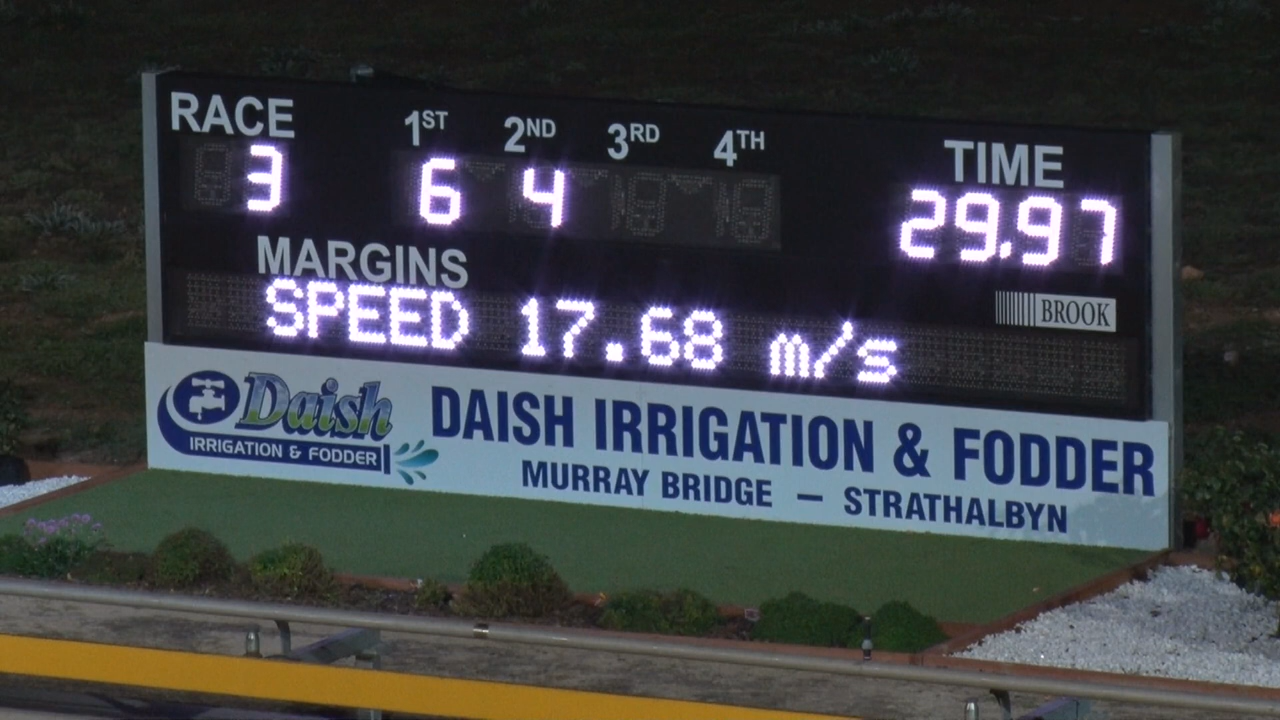 RACE 1ST 2ND 3RD 4TH TIME
3 6 4 29.97
MARGINS
SPEED 17.68 m/s
BROOK
Daish
IRRIGATION & FODDER
DAISH IRRIGATION & FODDER
MURRAY BRIDGE — STRATHALBYN